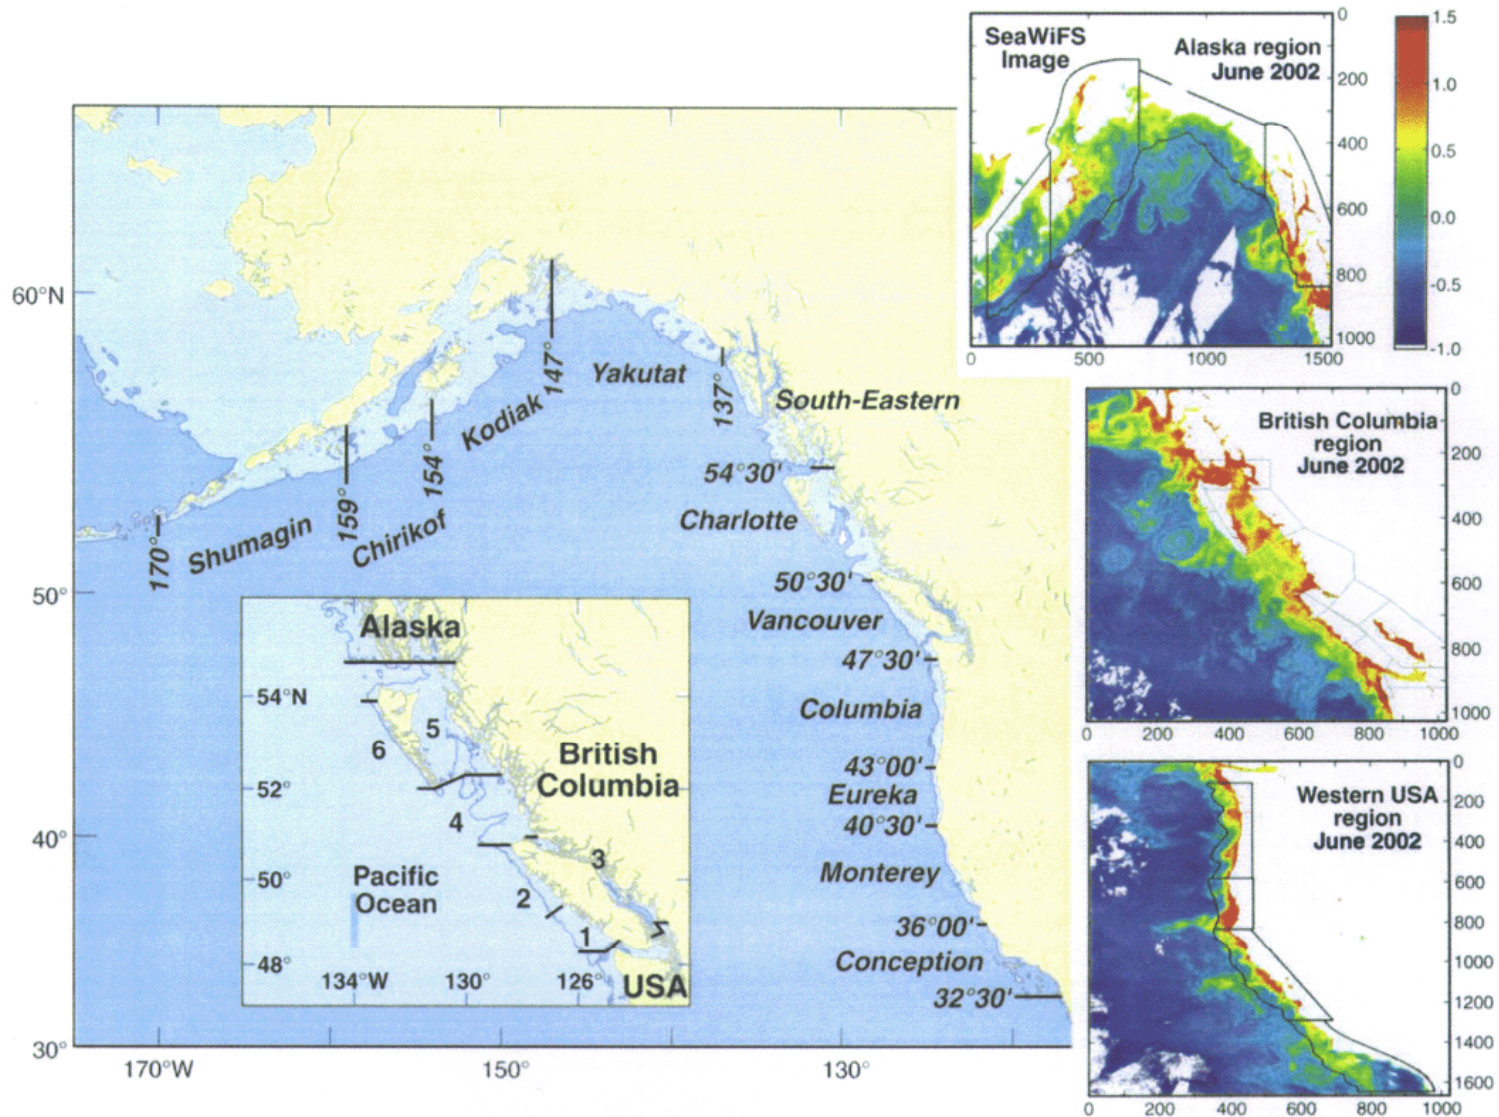 SeaWiFS
Image
Alaska region
June 2002
0
200
400
600
800
1000
0
500
1000
1500
1.5
1.0
0.5
0.0
-0.5
-1.0
60°N
50°
40°
30°
170°W
150°
130°
170°
Shumagin
159°
Chirikof
154°
Kodiak
147°
Yakutat
137°
South-Eastern
54°30'
Charlotte
50°30'
Vancouver
47°30'
Columbia
43°00'
Eureka
40°30'
Monterey
36°00'
Conception
32°30'
Alaska
54°N
5
6
British
Columbia
52°
4
3
50°
Pacific
Ocean
2
1
48°
134°W
130°
126°
USA
British Columbia
region
June 2002
0
200
400
600
800
1000
0
200
400
600
800
1000
Western USA
region
June 2002
0
200
400
600
800
1000
1200
1400
1600
0
200
400
600
800
1000